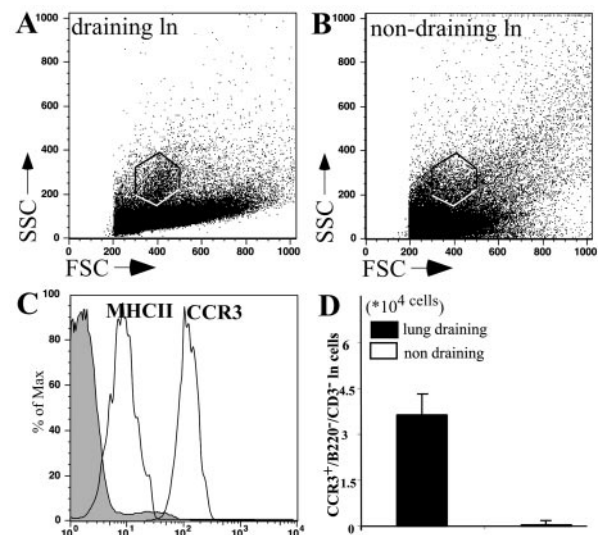 A draining ln
1000
800
600
400
200
0
SSC
0 200 400 600 800 1000
FSC
B non-draining ln
1000
800
600
400
200
0
SSC
0 200 400 600 800 1000
FSC
C
MHCII CCR3
100
80
60
40
20
0
% of Max
10^0 10^1 10^2 10^3 10^4
D (*10^4 cells)
lung draining
non draining
6
4.5
3
1.5
0
CCR3+/B220-/CD3- ln cells